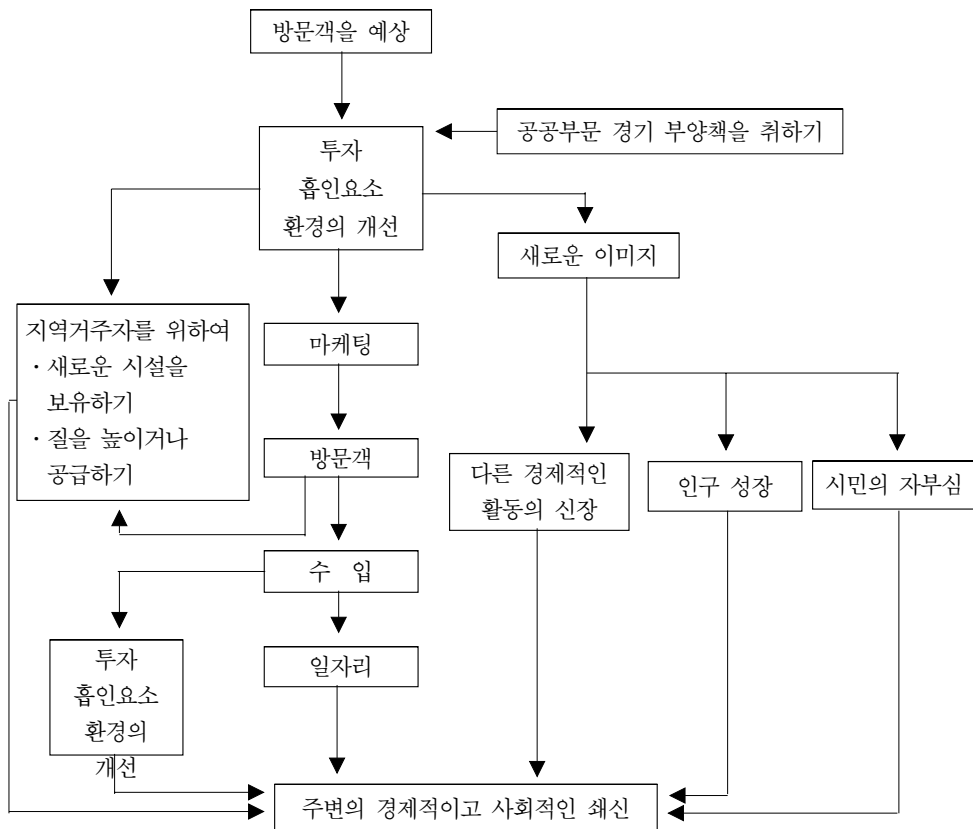 방문객을 예상
공공부문 경기 부양책을 취하기
투자
흡인요소
환경의 개선
새로운 이미지
지역거주자를 위하여
· 새로운 시설을
보유하기
· 질을 높이거나
공급하기
마케팅
방문객
다른 경제적인
활동의 신장
인구 성장
시민의 자부심
수 입
투자
흡인요소
환경의
개선
일자리
주변의 경제적이고 사회적인 쇄신